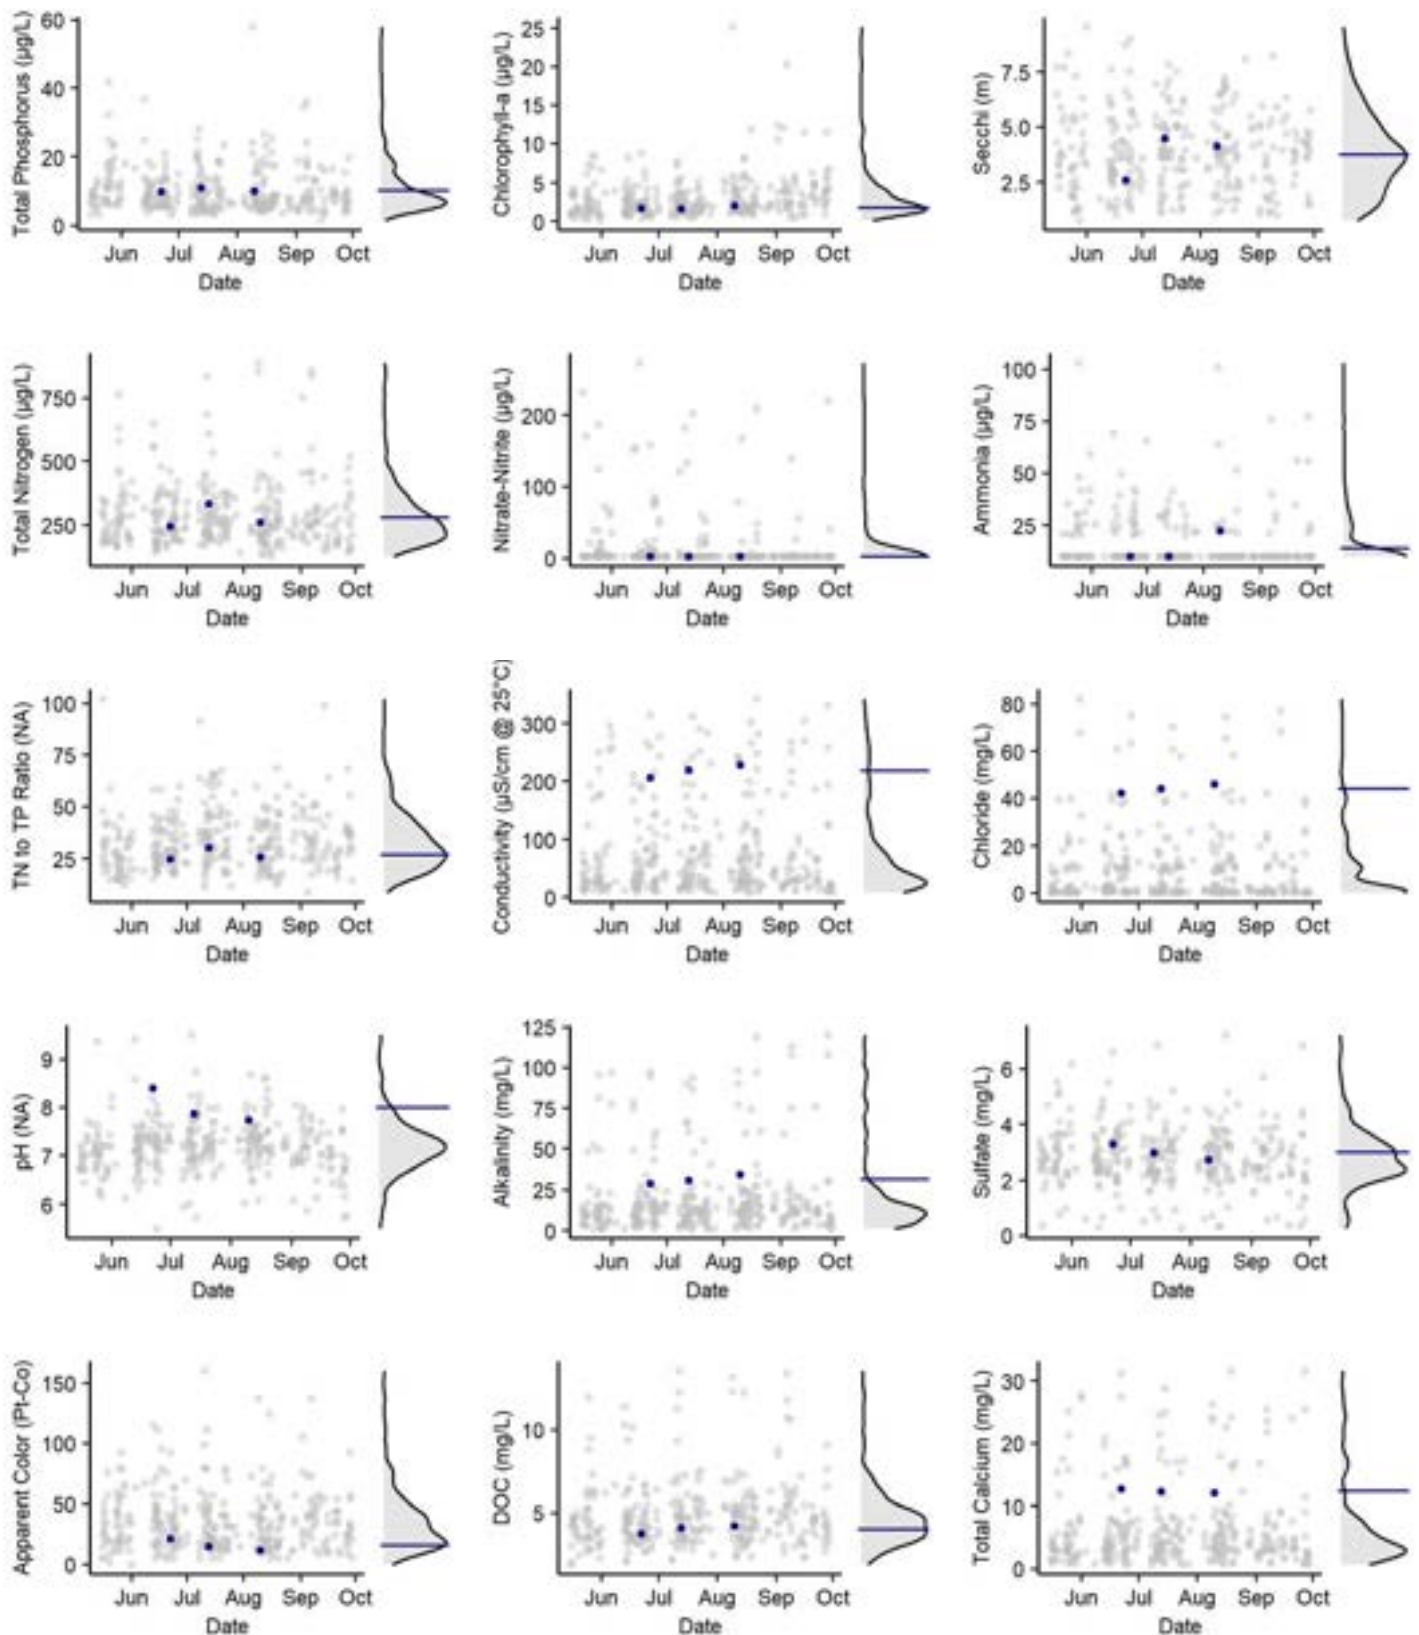 Total Phosphorus (µg/L)
60
40
20
0
Jun Jul Aug Sep Oct
Date
Chlorophyll-a (µg/L)
25
20
15
10
5
0
Jun Jul Aug Sep Oct
Date
Secchi (m)
7.5
5.0
2.5
Jun Jul Aug Sep Oct
Date
Total Nitrogen (µg/L)
750
500
250
Jun Jul Aug Sep Oct
Date
Nitrate-Nitrite (µg/L)
200
100
0
Jun Jul Aug Sep Oct
Date
Ammonia (µg/L)
100
75
50
25
Jun Jul Aug Sep Oct
Date
TN to TP Ratio (NA)
100
75
50
25
Jun Jul Aug Sep Oct
Date
Conductivity (µS/cm @ 25°C)
300
200
100
0
Jun Jul Aug Sep Oct
Date
Chloride (mg/L)
80
60
40
20
0
Jun Jul Aug Sep Oct
Date
pH (NA)
9
8
7
6
Jun Jul Aug Sep Oct
Date
Alkalinity (mg/L)
125
100
75
50
25
0
Jun Jul Aug Sep Oct
Date
Sulfate (mg/L)
6
4
2
0
Jun Jul Aug Sep Oct
Date
Apparent Color (Pt-Co)
150
100
50
0
Jun Jul Aug Sep Oct
Date
DOC (mg/L)
10
5
Jun Jul Aug Sep Oct
Date
Total Calcium (mg/L)
30
20
10
0
Jun Jul Aug Sep Oct
Date